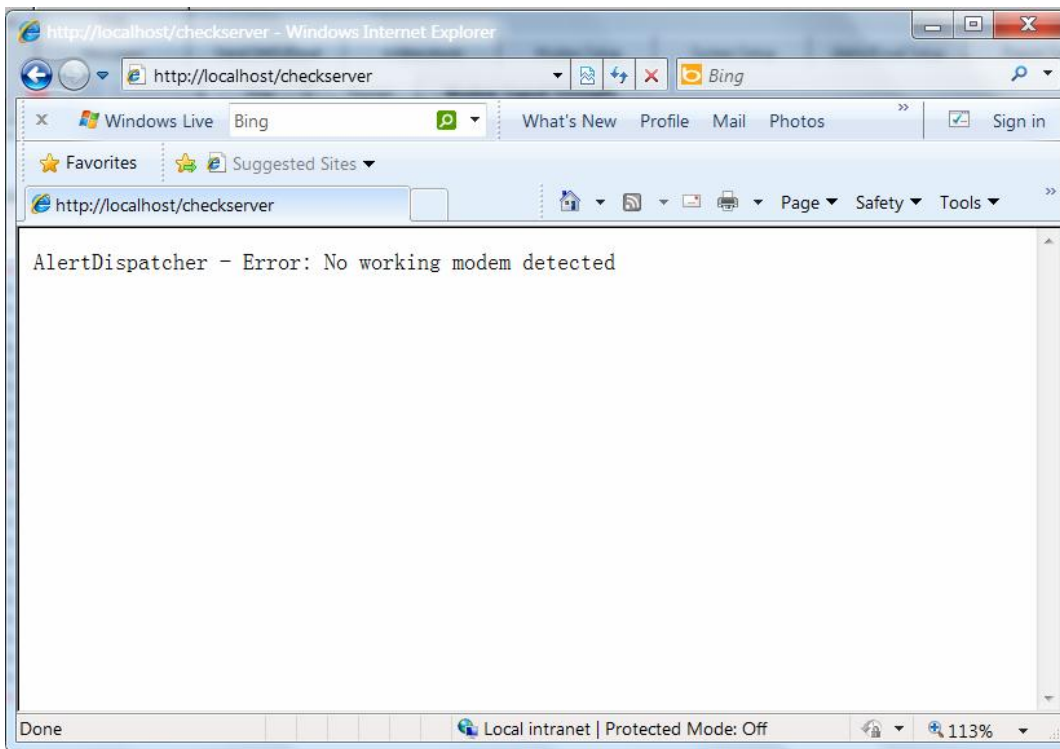 http://localhost/checkserver - Windows Internet Explorer
http://localhost/checkserver
Bing
x Windows Live Bing What's New Profile Mail Photos » Sign in
Favorites Suggested Sites
http://localhost/checkserver Page Safety Tools »
AlertDispatcher - Error: No working modem detected
Done Local intranet | Protected Mode: Off 113%